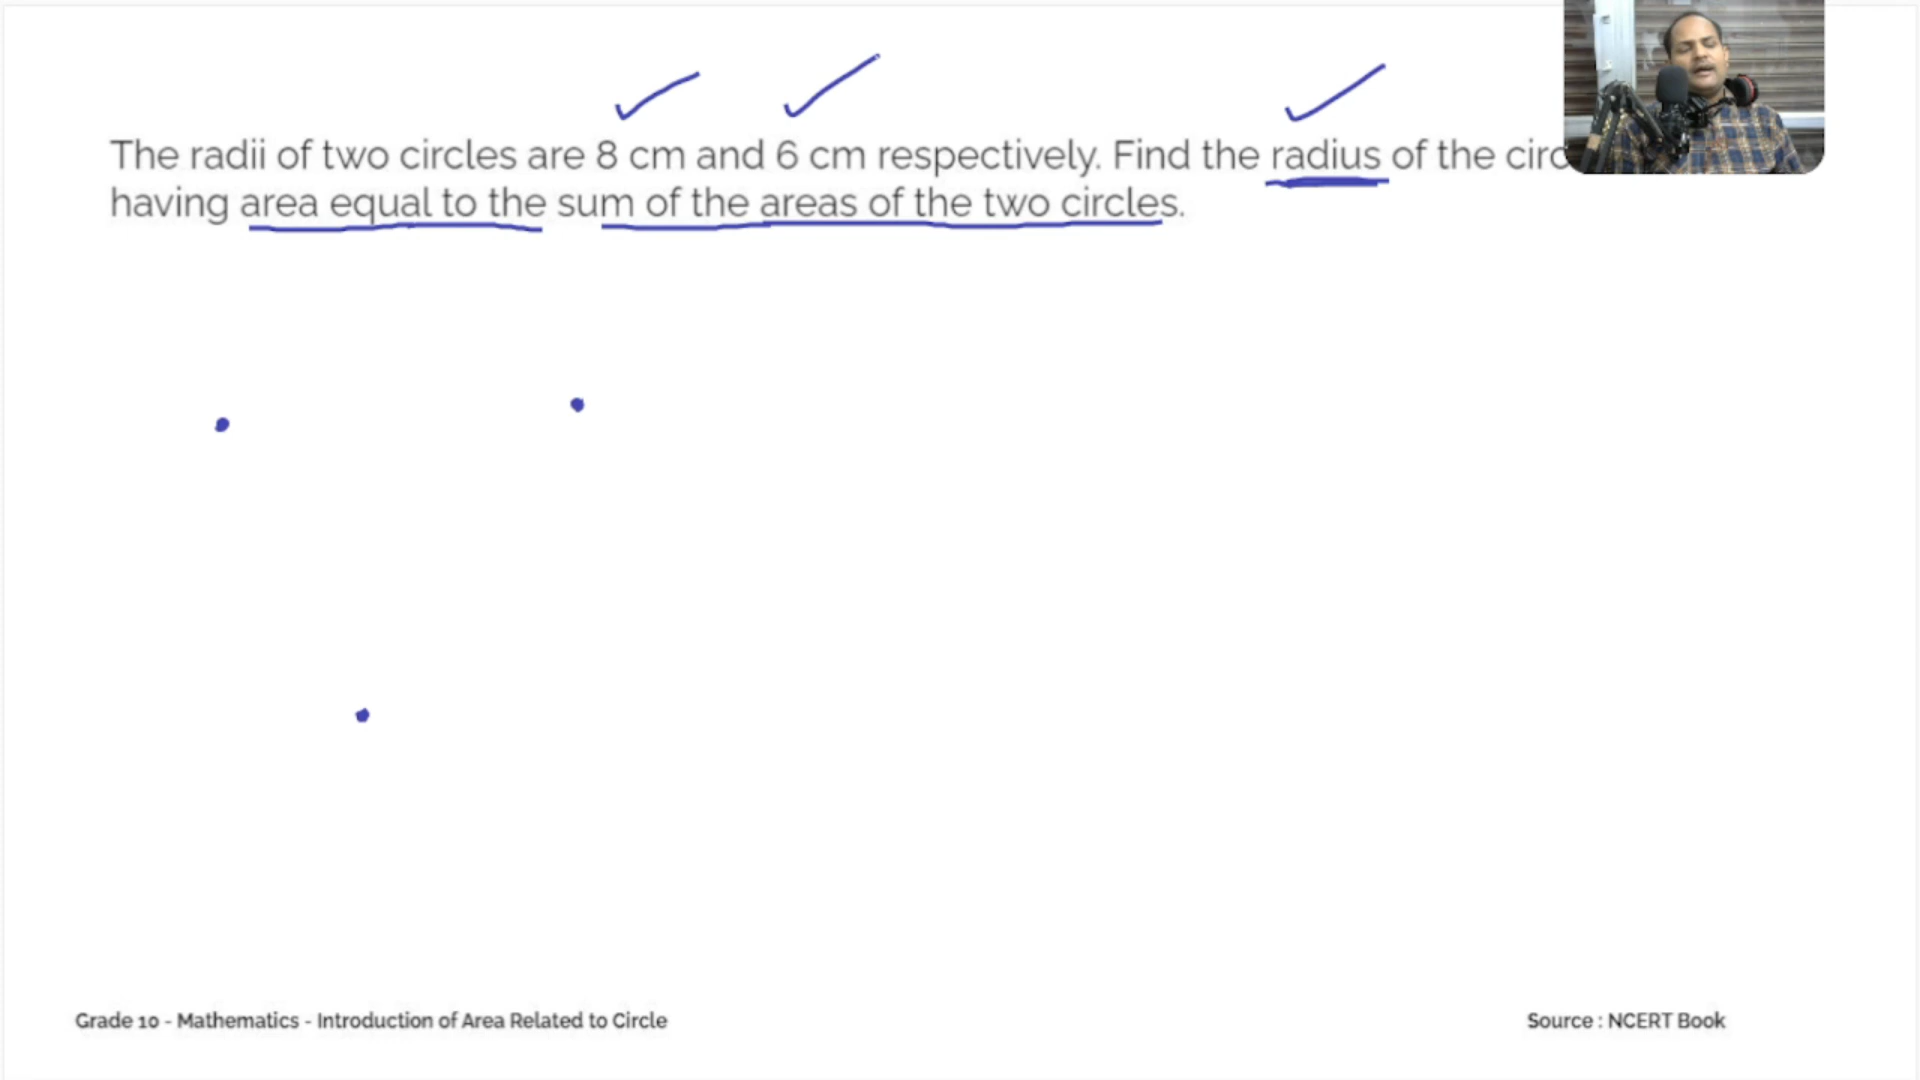 The radii of two circles are 8 cm and 6 cm respectively. Find the radius of the
having area equal to the sum of the areas of the two circles.
Grade 10 - Mathematics - Introduction of Area Related to Circle
Source : NCERT Book